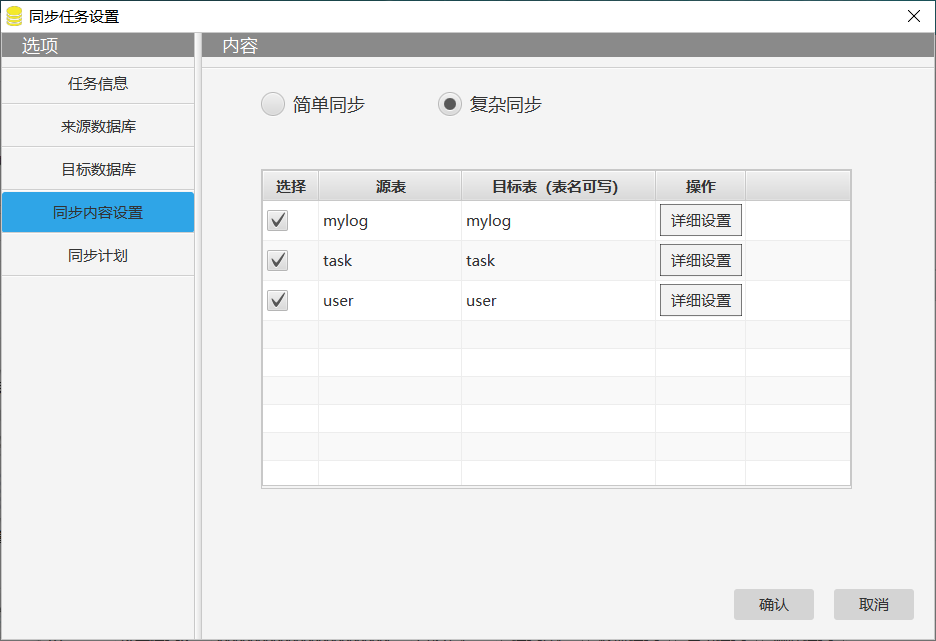 同步任务设置
选项
内容
任务信息
来源数据库
目标数据库
同步内容设置
同步计划
简单同步 复杂同步
选择 源表 目标表（表名可写） 操作
mylog mylog 详细设置
task task 详细设置
user user 详细设置
确认 取消